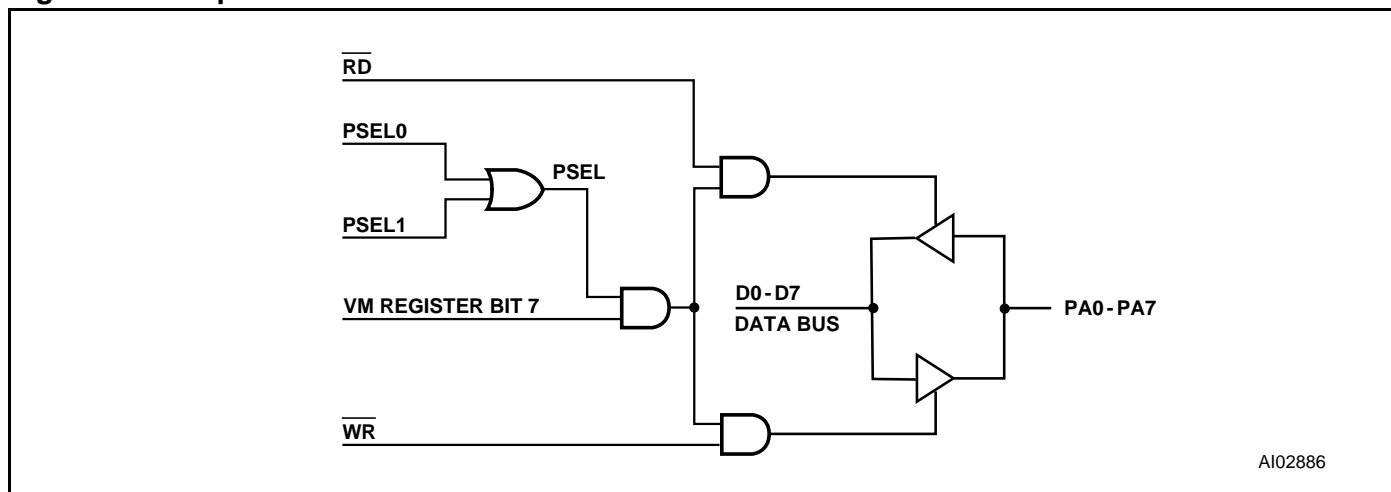 RD
PSEL0
PSEL
PSEL1
VM REGISTER BIT 7
D0-D7
DATA BUS
PA0-PA7
WR
AI02886